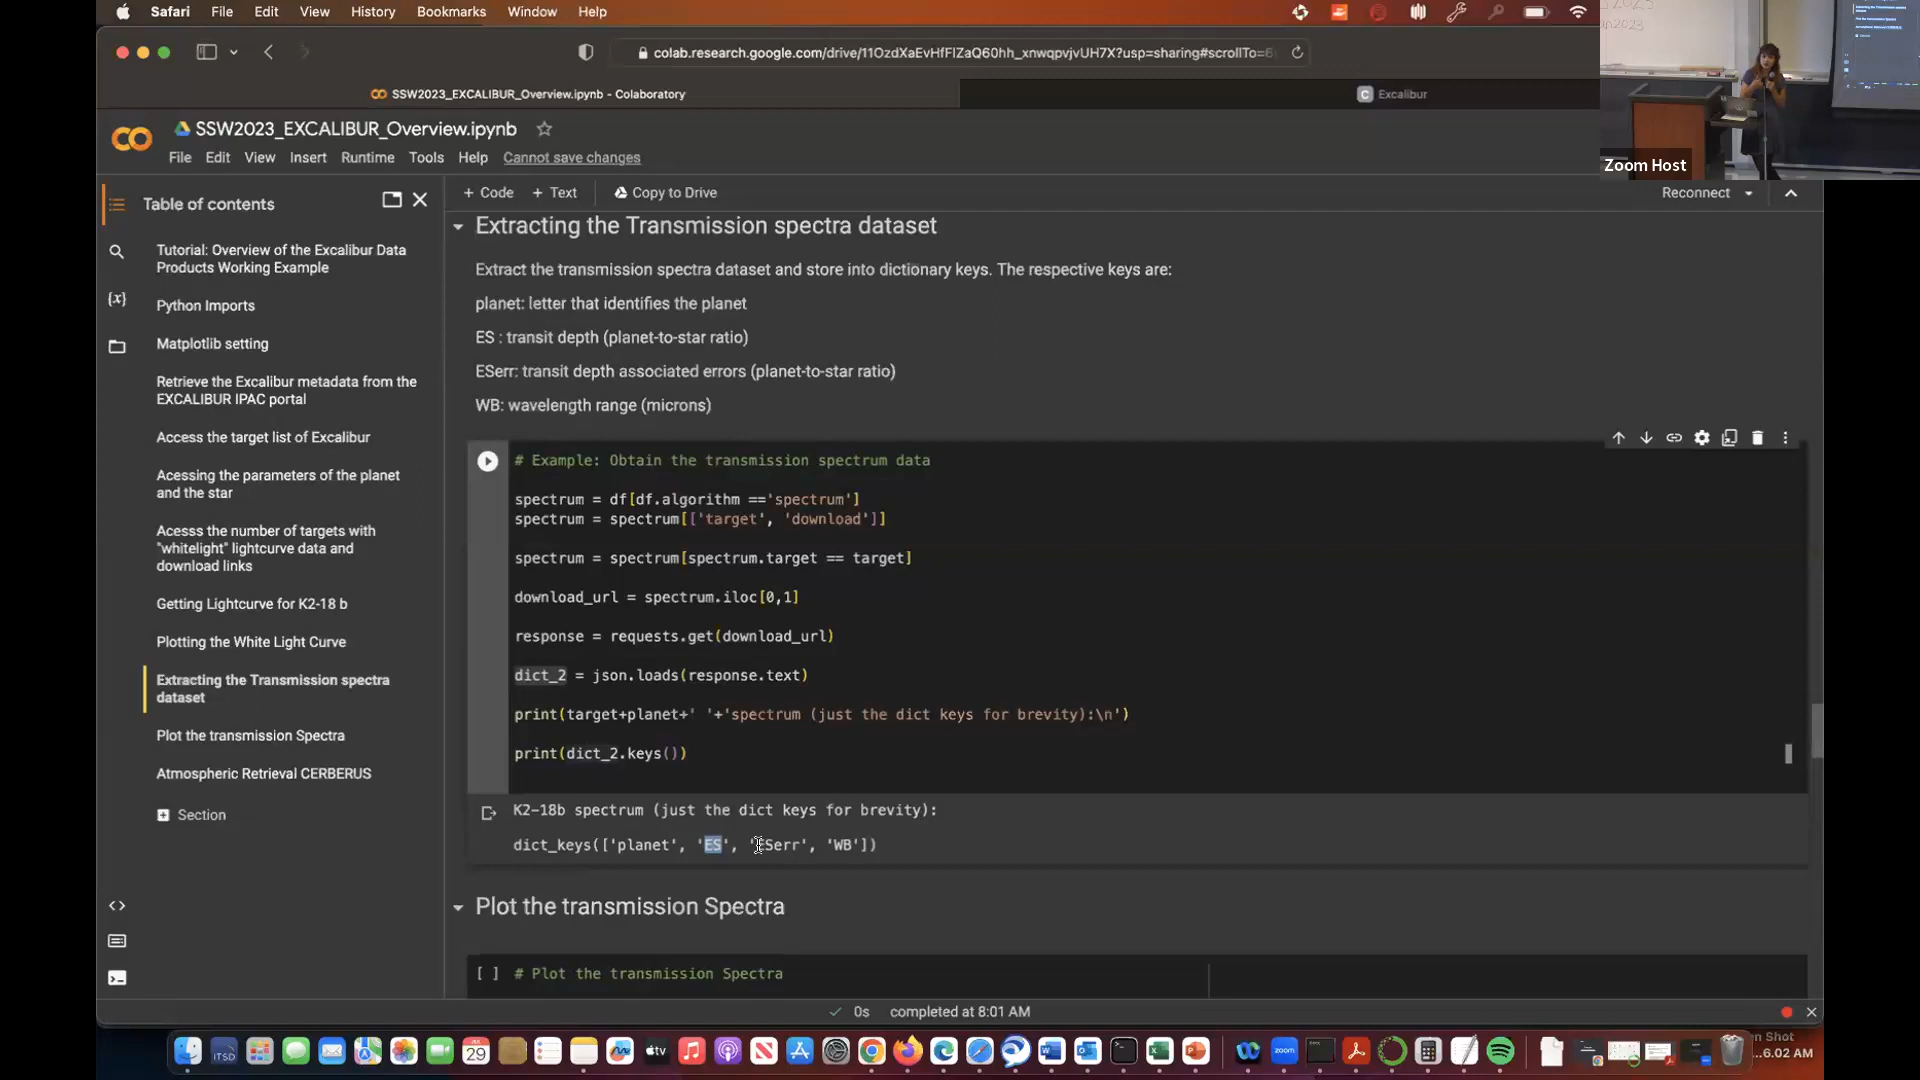 Safari File Edit View History Bookmarks Window Help
colab.research.google.com/drive/11OzdXaEvHfFlZaQ60hh_xnwqpvjvUH7X?usp=sharing#scrollTo=6
SSW2023_EXCALIBUR_Overview.ipynb - Colaboratory
Excalibur
SSW2023_EXCALIBUR_Overview.ipynb
File Edit View Insert Runtime Tools Help Cannot save changes
Zoom Host
Table of contents
+ Code + Text Copy to Drive
Reconnect
Tutorial: Overview of the Excalibur Data
Products Working Example
Python Imports
Matplotlib setting
Retrieve the Excalibur metadata from the
EXCALIBUR IPAC portal
Access the target list of Excalibur
Acessing the parameters of the planet
and the star
Acesss the number of targets with
"whitelight" lightcurve data and
download links
Getting Lightcurve for K2-18 b
Plotting the White Light Curve
Extracting the Transmission spectra
dataset
Plot the transmission Spectra
Atmospheric Retrieval CERBERUS
Section
Extracting the Transmission spectra dataset
Extract the transmission spectra dataset and store into dictionary keys. The respective keys are:
planet: letter that identifies the planet
ES : transit depth (planet-to-star ratio)
ESerr: transit depth associated errors (planet-to-star ratio)
WB: wavelength range (microns)
# Example: Obtain the transmission spectrum data
spectrum = df[df.algorithm =='spectrum']
spectrum = spectrum[['target', 'download']]
spectrum = spectrum[spectrum.target == target]
download_url = spectrum.iloc[0,1]
response = requests.get(download_url)
dict_2 = json.loads(response.text)
print(target+planet+' '+'spectrum (just the dict keys for brevity):\n')
print(dict_2.keys())
K2-18b spectrum (just the dict keys for brevity):
dict_keys(['planet', 'ES', 'ESerr', 'WB'])
Plot the transmission Spectra
[ ] # Plot the transmission Spectra
0s completed at 8:01 AM
ITSD
JUL
29
tv
zoom
n Shot
...6.02 AM